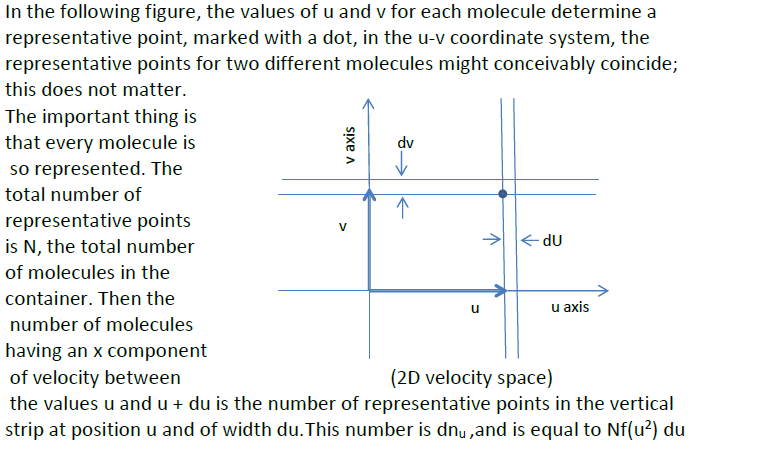 In the following figure, the values of u and v for each molecule determine a
representative point, marked with a dot, in the u-v coordinate system, the
representative points for two different molecules might conceivably coincide;
this does not matter.
The important thing is
that every molecule is
so represented. The
total number of
representative points
is N, the total number
of molecules in the
container. Then the
number of molecules
having an x component
of velocity between
v axis
dv
v
dU
u
u axis
(2D velocity space)
the values u and u + du is the number of representative points in the vertical
strip at position u and of width du.This number is dnᵤ ,and is equal to Nf(u²) du